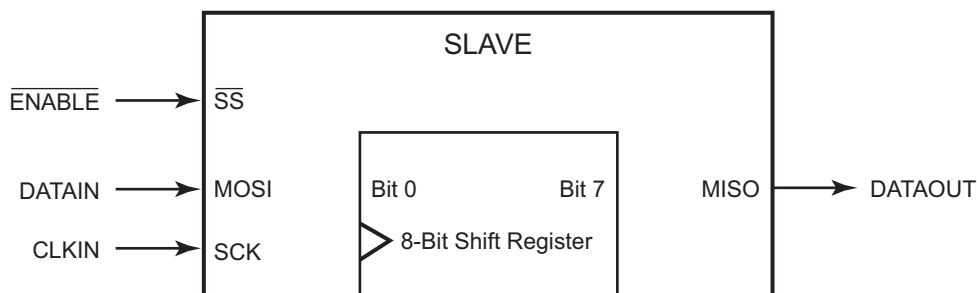 SLAVE
ENABLE SS
DATAIN MOSI Bit 0 Bit 7 MISO DATAOUT
CLKIN SCK 8-Bit Shift Register